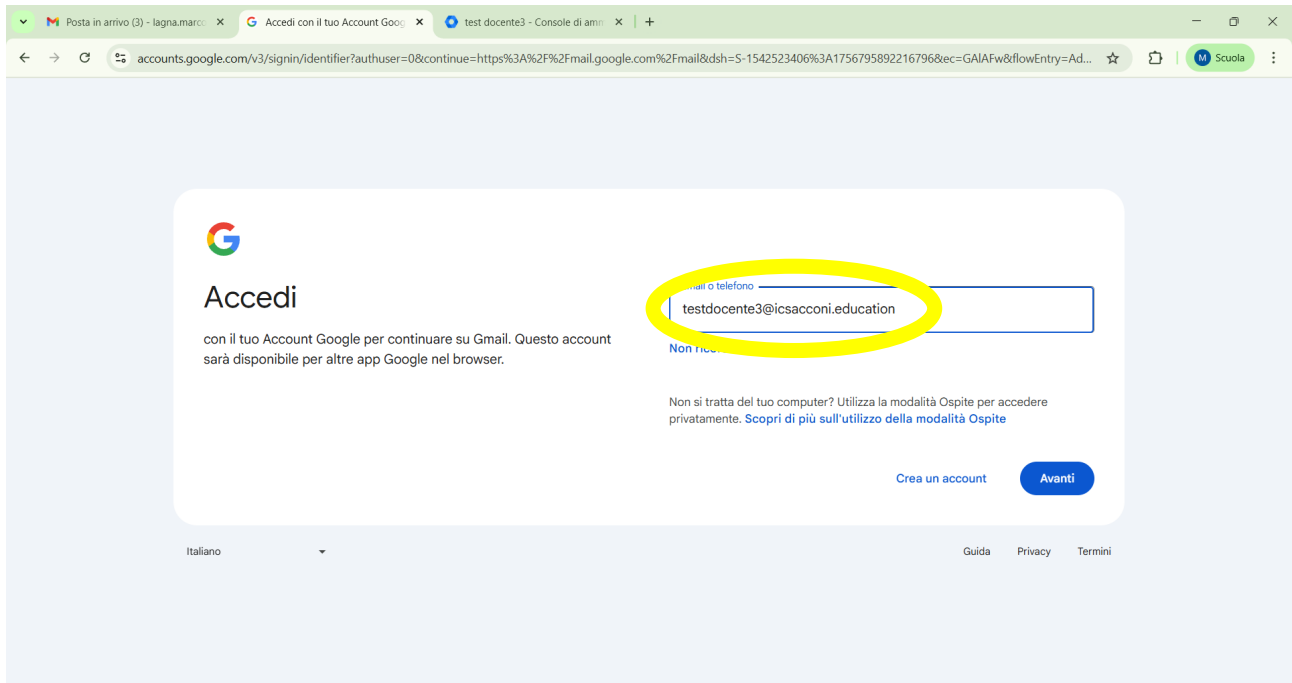 Posta in arrivo (3) - lagna.marco
Accedi con il tuo Account Goog
test docente3 - Console di amm
accounts.google.com/v3/signin/identifier?authuser=0&continue=https%3A%2F%2Fmail.google.com%2Fmail&dsh=S-1542523406%3A1756795892216796&ec=GAlAFw&flowEntry=Ad...
M Scuola
Accedi
con il tuo Account Google per continuare su Gmail. Questo account
sarà disponibile per altre app Google nel browser.
o telefono
testdocente3@icsacconi.education
Non
Non si tratta del tuo computer? Utilizza la modalità Ospite per accedere
privatamente. Scopri di più sull'utilizzo della modalità Ospite
Crea un account
Avanti
Italiano
Guida Privacy Termini